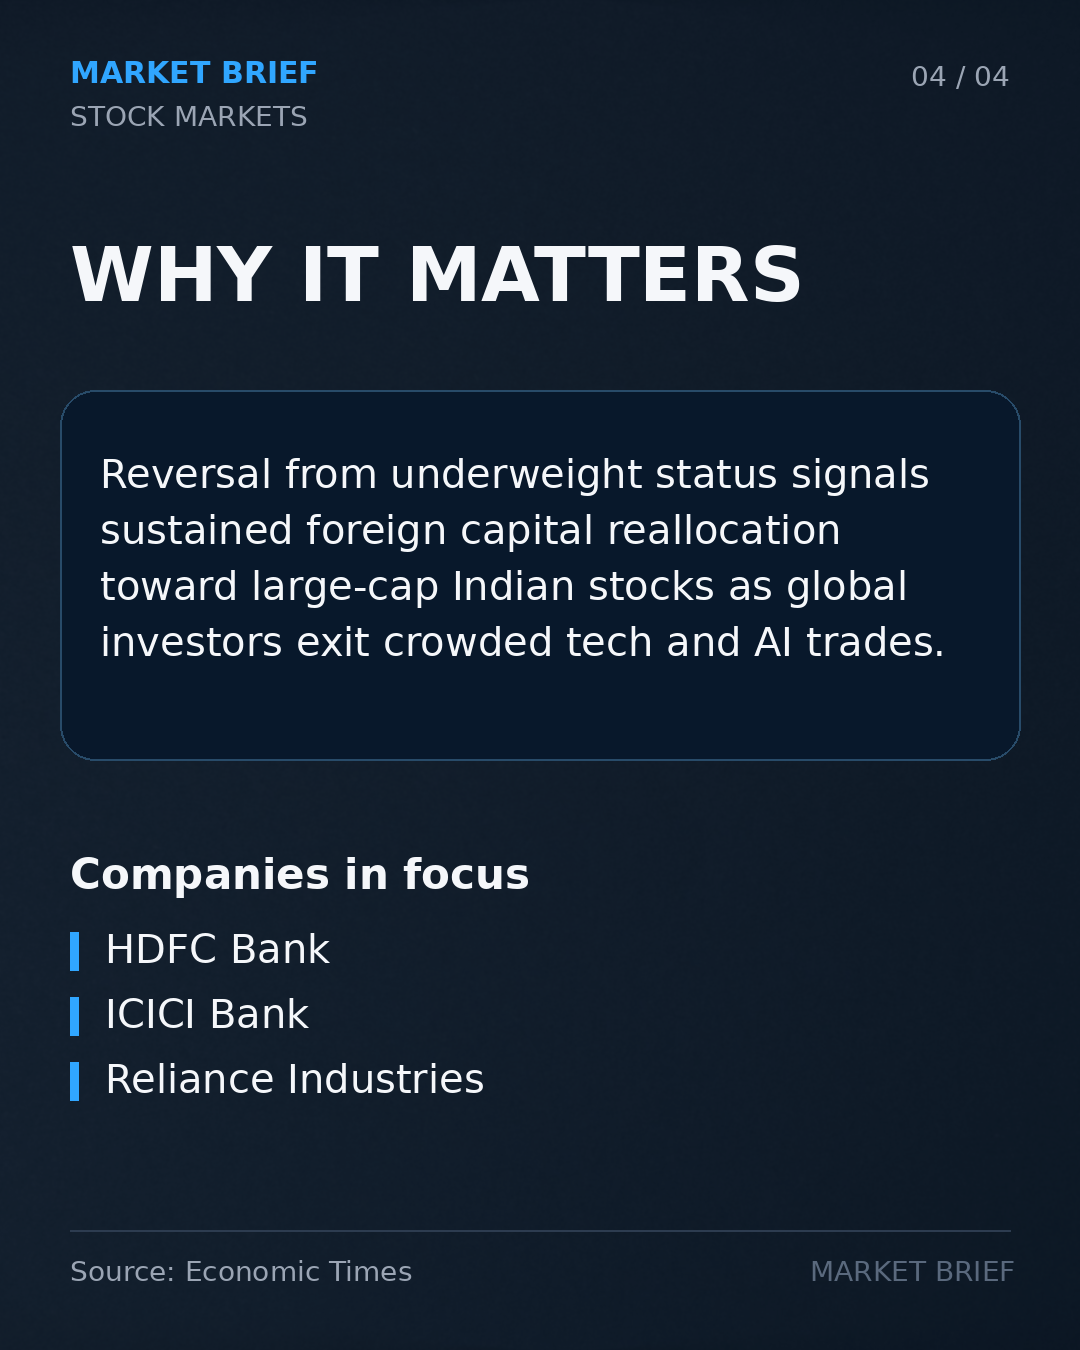 MARKET BRIEF
04 / 04
STOCK MARKETS
WHY IT MATTERS
Reversal from underweight status signals
sustained foreign capital reallocation
toward large-cap Indian stocks as global
investors exit crowded tech and AI trades.
Companies in focus
HDFC Bank
ICICI Bank
Reliance Industries
Source: Economic Times
MARKET BRIEF